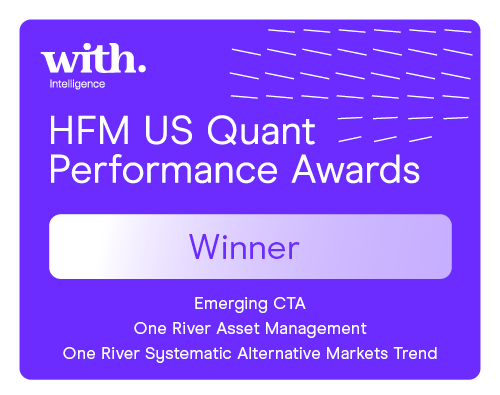 with.
Intelligence
HFM US Quant
Performance Awards
Winner
Emerging CTA
One River Asset Management
One River Systematic Alternative Markets Trend